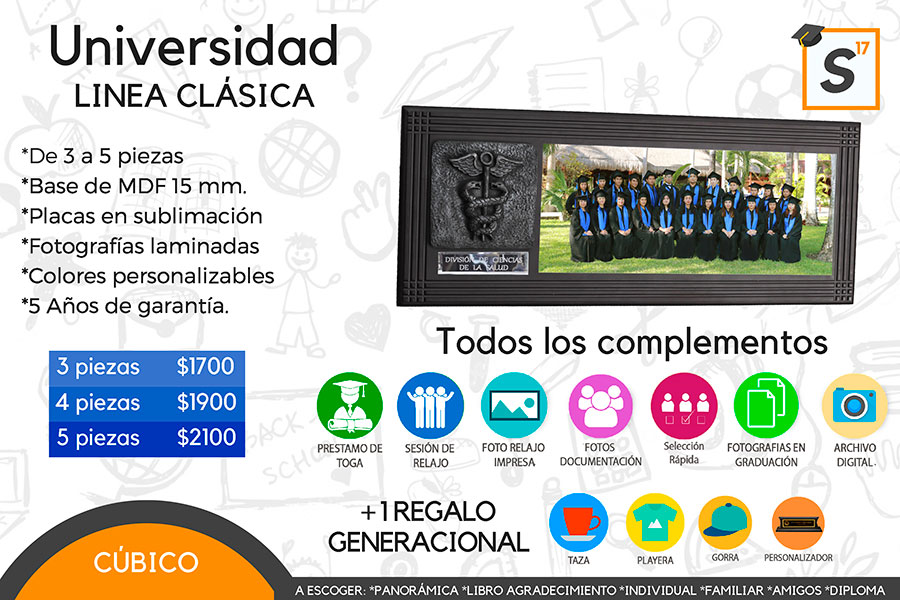 Universidad
LINEA CLÁSICA
S 17
*De 3 a 5 piezas
*Base de MDF 15 mm.
*Placas en sublimación
*Fotografías laminadas
*Colores personalizables
*5 Años de garantía.
DIVISIÓN DE CIENCIAS
DE LA SALUD
3 piezas $1700
4 piezas $1900
5 piezas $2100
Todos los complementos
PRESTAMO DE
TOGA
SESIÓN DE
RELAJO
FOTO RELAJO
IMPRESA
FOTOS
DOCUMENTACIÓN
Selección
Rápida
FOTOGRAFIAS EN
GRADUACIÓN
ARCHIVO
DIGITAL.
+1 REGALO
GENERACIONAL
TAZA
PLAYERA
GORRA
PERSONALIZADOR
CÚBICO
A ESCOGER: *PANORÁMICA *LIBRO AGRADECIMIENTO *INDIVIDUAL *FAMILIAR *AMIGOS *DIPLOMA